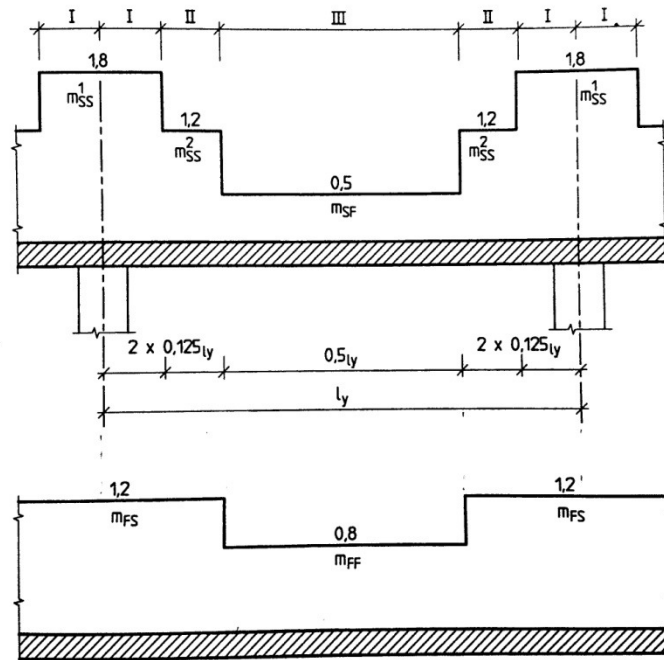 I I II III II I I
1,8 1,8
m¹SS m¹SS
1,2 1,2
m²SS m²SS
0,5
mSF
2 x 0,125ly 0,5ly 2 x 0,125ly
ly
1,2 1,2
mFS mFS
0,8
mFF